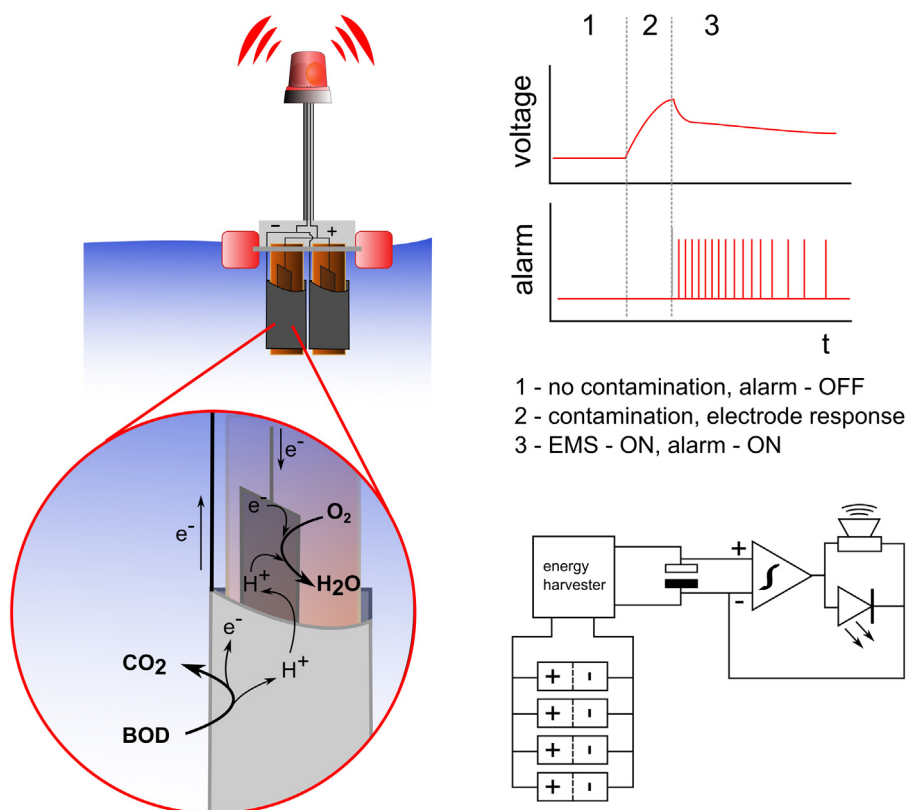 1 2 3
voltage
alarm
t
1 - no contamination, alarm - OFF
2 - contamination, electrode response
3 - EMS - ON, alarm - ON
- +
e-
e-
e-
O2
H+
H2O
e-
H+
CO2
BOD
energy
harvester
+
-
+ -
+ -
+ -
+ -